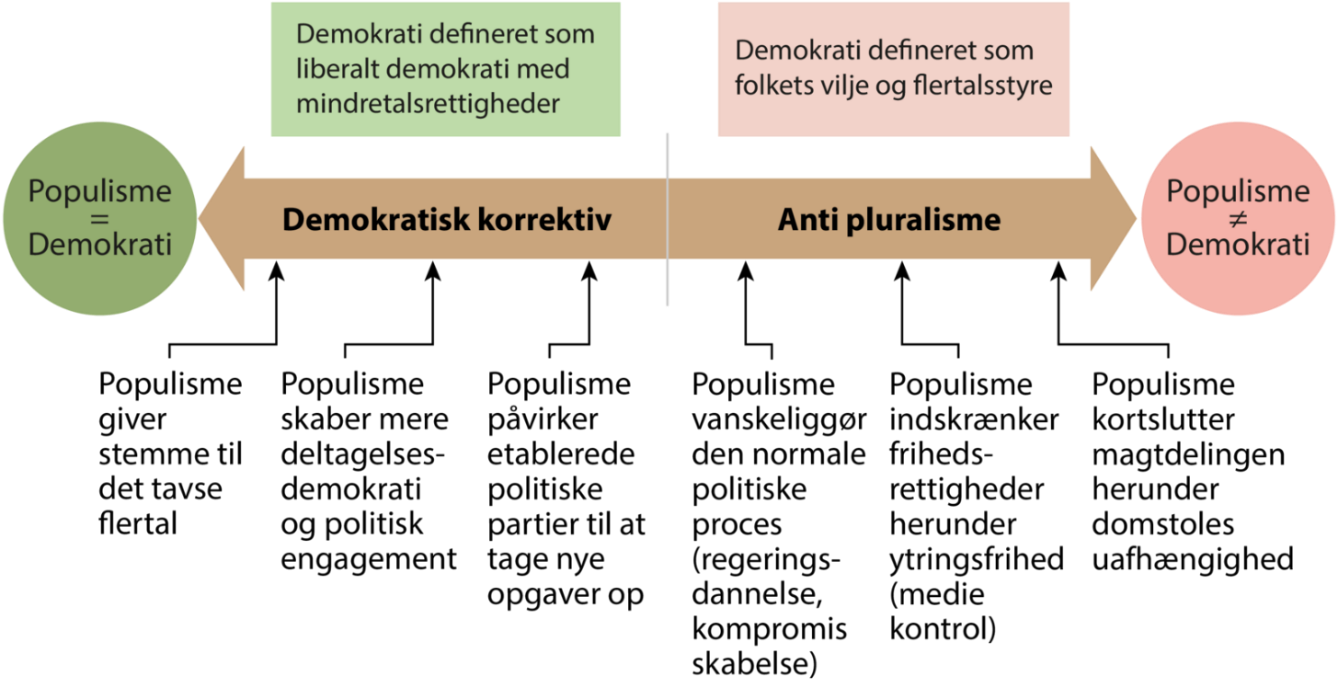 Demokrati defineret som
liberalt demokrati med
mindretalsrettigheder
Demokrati defineret som
folkets vilje og flertalsstyre
Populisme
=
Demokrati
Demokratisk korrektiv
Anti pluralisme
Populisme
≠
Demokrati
Populisme
giver
stemme til
det tavse
flertal
Populisme
skaber mere
deltagelses-
demokrati
og politisk
engagement
Populisme
påvirker
etablerede
politiske
partier til at
tage nye
opgaver op
Populisme
vanskeliggør
den normale
politiske
proces
(regerings-
dannelse,
kompromis
skabelse)
Populisme
indskrænker
friheds-
rettigheder
herunder
ytringsfrihed
(medie
kontrol)
Populisme
kortslutter
magtdelingen
herunder
domstoles
uafhængighed